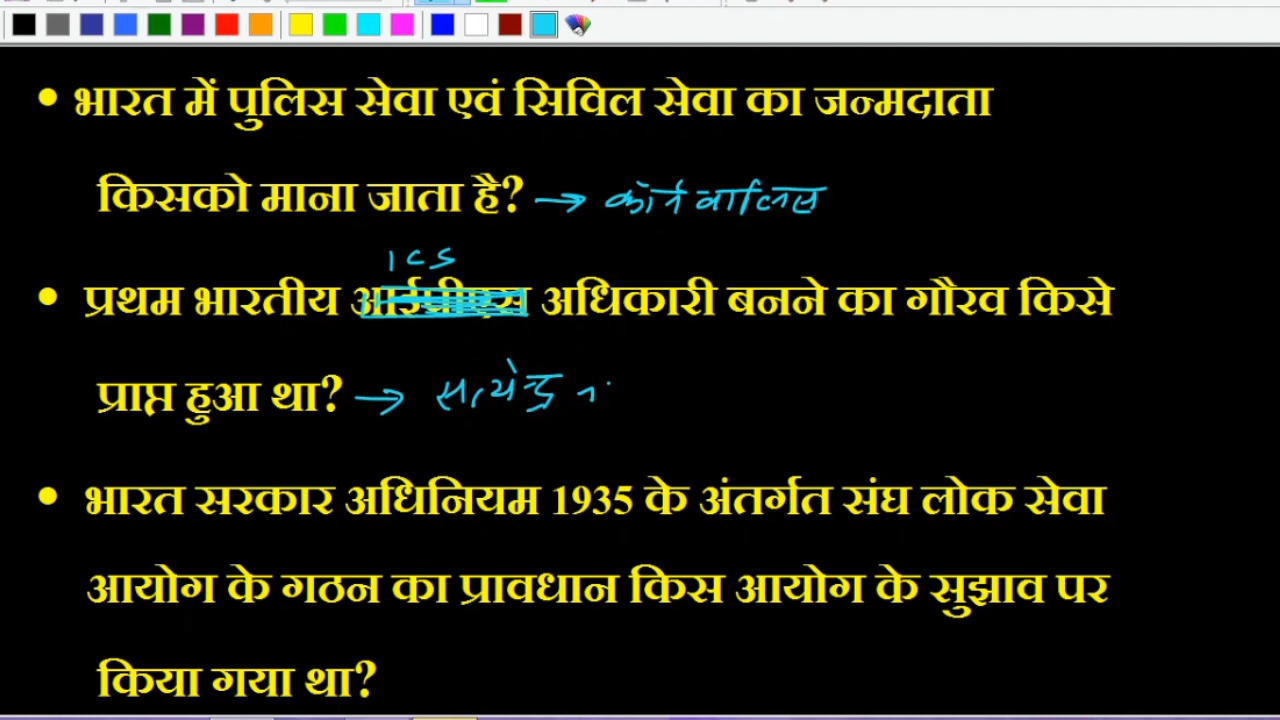 • भारत में पुलिस सेवा एवं सिविल सेवा का जन्मदाता
किसको माना जाता है? → कॉर्नवालिस
ICS
• प्रथम भारतीय आईपीएस अधिकारी बनने का गौरव किसे
प्राप्त हुआ था? → सत्येन्द्र
• भारत सरकार अधिनियम 1935 के अंतर्गत संघ लोक सेवा
आयोग के गठन का प्रावधान किस आयोग के सुझाव पर
किया गया था?